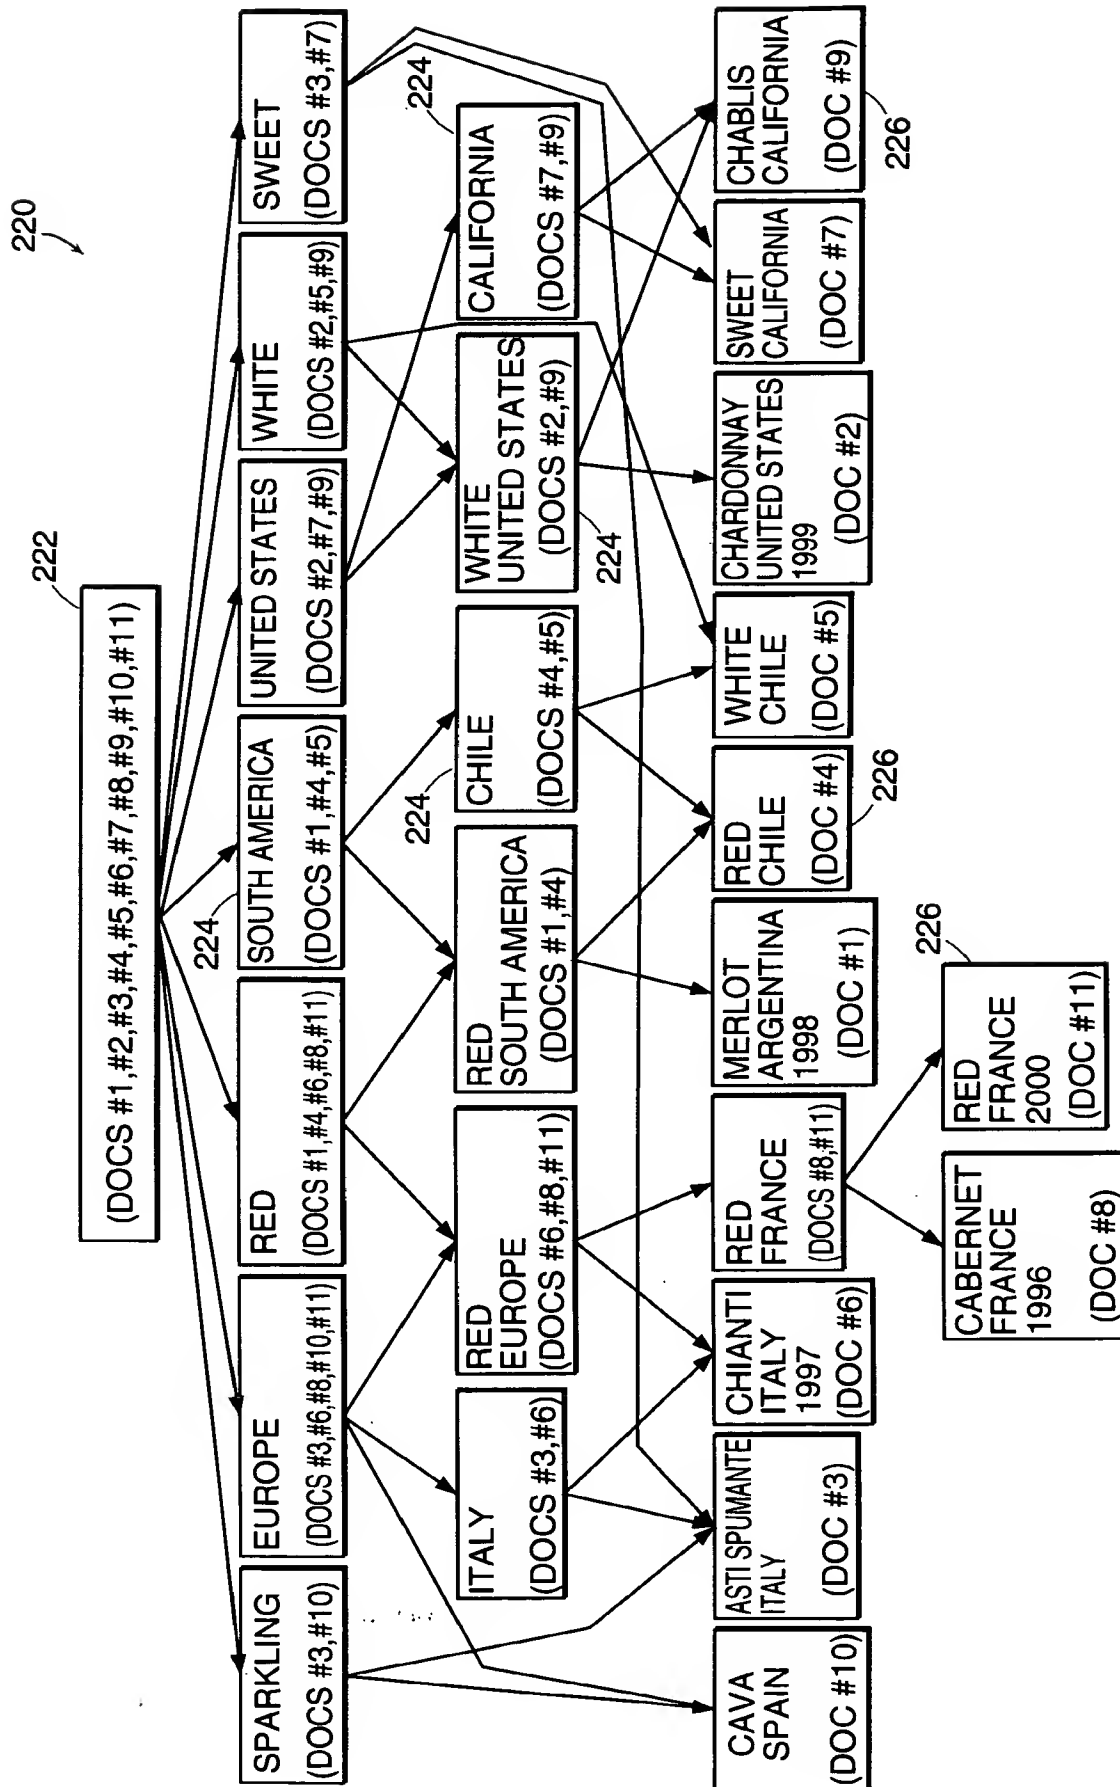 220
222
(DOCS #1,#2,#3,#4,#5,#6,#7,#8,#9,#10,#11)
SPARKLING
(DOCS #3,#10)
EUROPE
(DOCS #3,#6,#8,#10,#11)
RED
(DOCS #1,#4,#6,#8,#11)
224
SOUTH AMERICA
(DOCS #1,#4,#5)
UNITED STATES
(DOCS #2,#7,#9)
WHITE
(DOCS #2,#5,#9)
SWEET
(DOCS #3,#7)
ITALY
(DOCS #3,#6)
RED
EUROPE
(DOCS #6,#8,#11)
RED
SOUTH AMERICA
(DOCS #1,#4)
224
CHILE
(DOCS #4,#5)
WHITE
UNITED STATES
(DOCS #2,#9)
224
224
CALIFORNIA
(DOCS #7,#9)
CAVA
SPAIN
(DOC #10)
ASTI SPUMANTE
ITALY
(DOC #3)
CHIANTI
ITALY
1997
(DOC #6)
RED
FRANCE
(DOCS #8,#11)
MERLOT
ARGENTINA
1998
(DOC #1)
RED
CHILE
(DOC #4)
226
WHITE
CHILE
(DOC #5)
CHARDONNAY
UNITED STATES
1999
(DOC #2)
SWEET
CALIFORNIA
(DOC #7)
CHABLIS
CALIFORNIA
(DOC #9)
226
CABERNET
FRANCE
1996
(DOC #8)
226
RED
FRANCE
2000
(DOC #11)